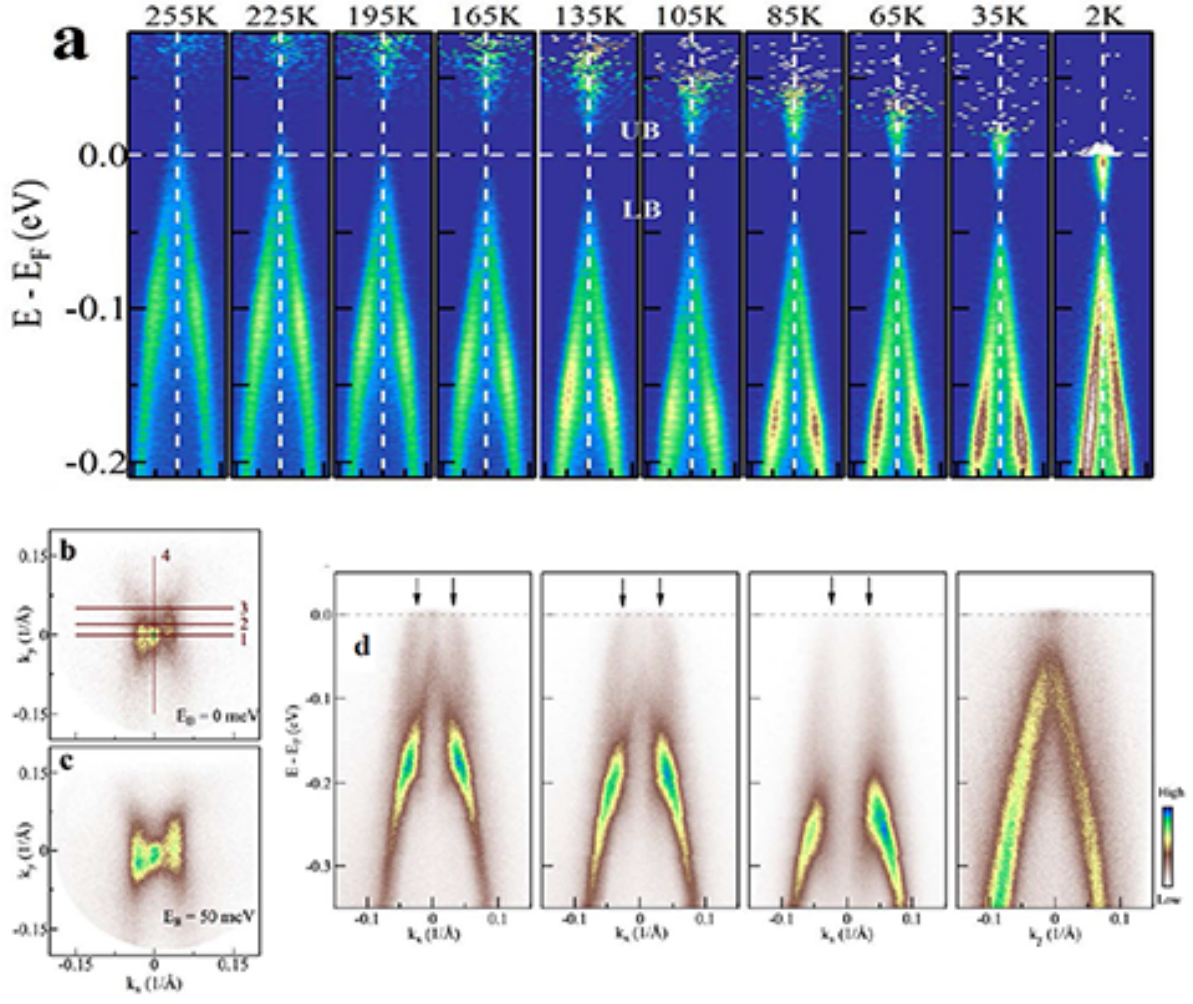 a
255K 225K 195K 165K 135K 105K 85K 65K 35K 2K
UB
0.0
LB
E - E_F (eV)
-0.1
-0.2
b
4
0.15
0
-0.15
k_y (1/Å)
E_B = 0 meV
c
0.15
0
-0.15
k_y (1/Å)
E_B = 50 meV
-0.15 0 0.15
k_x (1/Å)
d
0.0
-0.1
-0.2
-0.3
E - E_F (eV)
-0.1 0 0.1
k_x (1/Å)
-0.1 0 0.1
k_x (1/Å)
-0.1 0 0.1
k_x (1/Å)
-0.1 0 0.1
k_y (1/Å)
High
Low